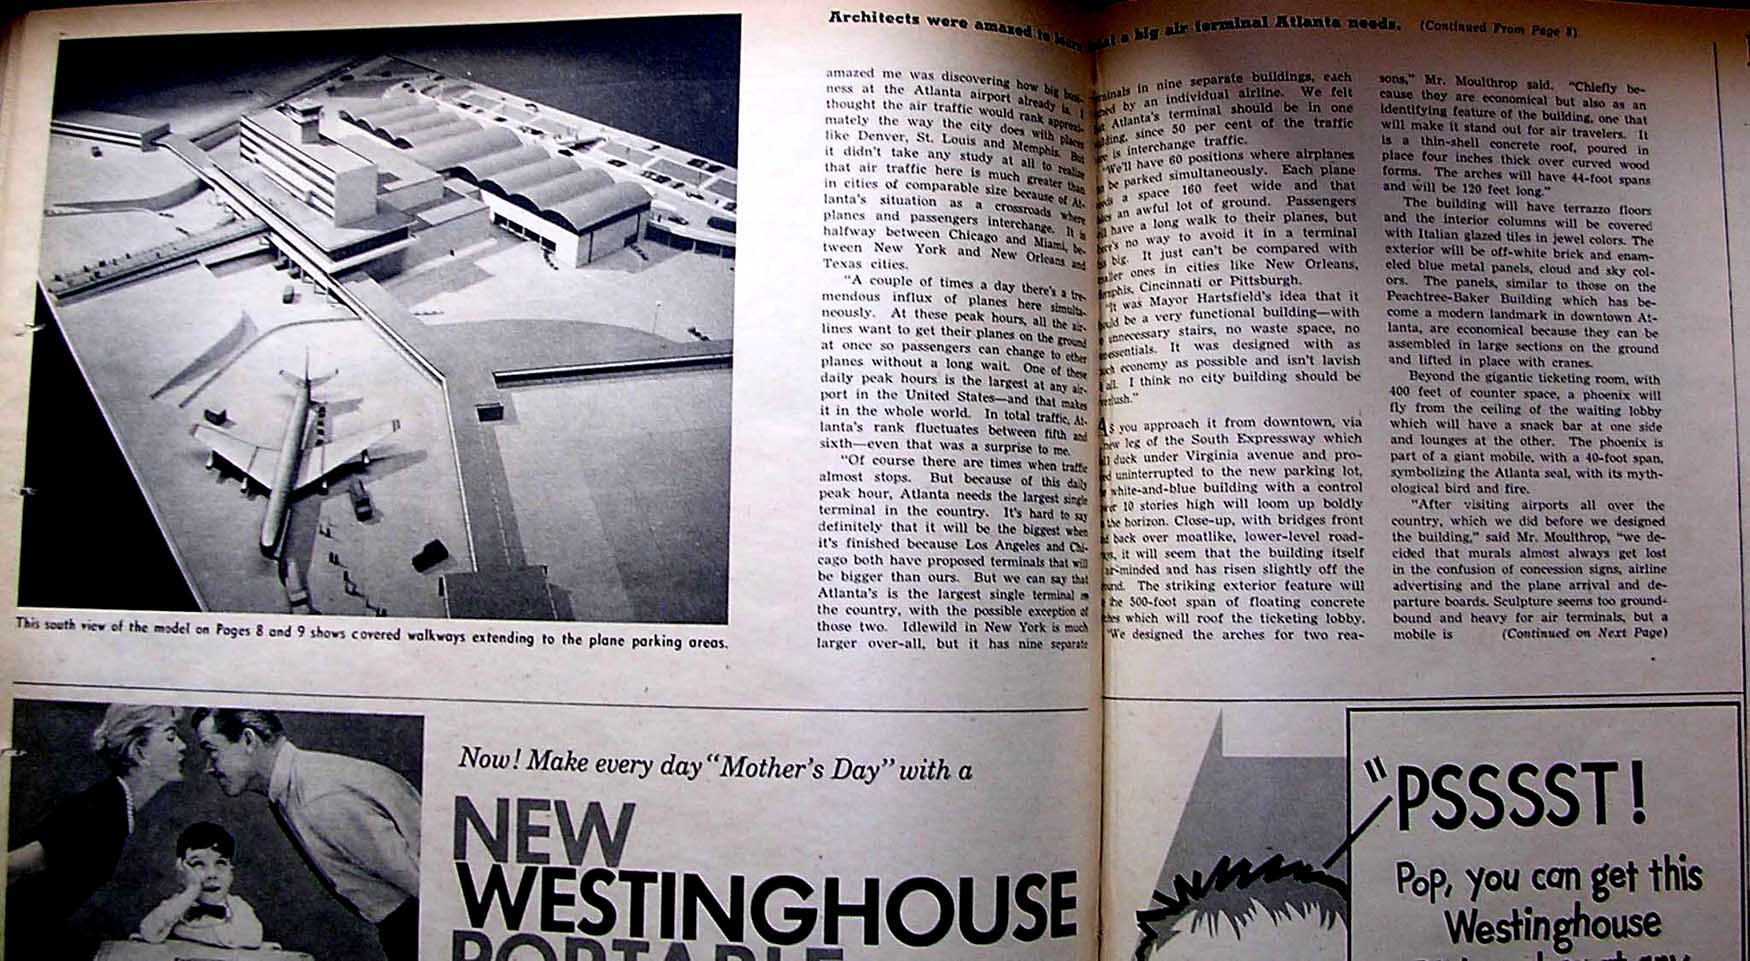 Architects were amazed to learn what a big air terminal Atlanta needs. (Continued From Page 8)
This south view of the model on Pages 8 and 9 shows covered walkways extending to the plane parking areas.
amazed me was discovering how big busi-
ness at the Atlanta airport already is. I
thought the air traffic would rank approxi-
mately the way the city does with places
like Denver, St. Louis and Memphis. But
it didn't take any study at all to realize
that air traffic here is much greater than
in cities of comparable size because of At-
lanta's situation as a crossroads where
planes and passengers interchange. It is
halfway between Chicago and Miami, be-
tween New York and New Orleans and
Texas cities.
"A couple of times a day there's a tre-
mendous influx of planes here simulta-
neously. At these peak hours, all the air-
lines want to get their planes on the ground
at once so passengers can change to other
planes without a long wait. One of these
daily peak hours is the largest at any air-
port in the United States—and that makes
it in the whole world. In total traffic, At-
lanta's rank fluctuates between fifth and
sixth—even that was a surprise to me.
"Of course there are times when traffic
almost stops. But because of this daily
peak hour, Atlanta needs the largest single
terminal in the country. It's hard to say
definitely that it will be the biggest when
it's finished because Los Angeles and Chi-
cago both have proposed terminals that will
be bigger than ours. But we can say that
Atlanta's is the largest single terminal in
the country, with the possible exception of
those two. Idlewild in New York is much
larger over-all, but it has nine separate
in nine separate buildings, each
by an individual airline. We felt
Atlanta's terminal should be in one
since 50 per cent of the traffic
is interchange traffic.
"We'll have 60 positions where airplanes
be parked simultaneously. Each plane
a space 160 feet wide and that
an awful lot of ground. Passengers
have a long walk to their planes, but
no way to avoid it in a terminal
big. It just can't be compared with
ones in cities like New Orleans,
Cincinnati or Pittsburgh.
"It was Mayor Hartsfield's idea that it
be a very functional building—with
unnecessary stairs, no waste space, no
It was designed with as
economy as possible and isn't lavish
all. I think no city building should be
As you approach it from downtown, via
leg of the South Expressway which
duck under Virginia avenue and pro-
uninterrupted to the new parking lot,
white-and-blue building with a control
10 stories high will loom up boldly
the horizon. Close-up, with bridges front
back over moatlike, lower-level road-
it will seem that the building itself
air-minded and has risen slightly off the
The striking exterior feature will
the 500-foot span of floating concrete
which will roof the ticketing lobby.
"We designed the arches for two rea-
sons," Mr. Moulthrop said. "Chiefly be-
cause they are economical but also as an
identifying feature of the building, one that
will make it stand out for air travelers. It
is a thin-shell concrete roof, poured in
place four inches thick over curved wood
forms. The arches will have 44-foot spans
and will be 120 feet long."
The building will have terrazzo floors
and the interior columns will be covered
with Italian glazed tiles in jewel colors. The
exterior will be off-white brick and enam-
eled blue metal panels, cloud and sky col-
ors. The panels, similar to those on the
Peachtree-Baker Building which has be-
come a modern landmark in downtown At-
lanta, are economical because they can be
assembled in large sections on the ground
and lifted in place with cranes.
Beyond the gigantic ticketing room, with
400 feet of counter space, a phoenix will
fly from the ceiling of the waiting lobby
which will have a snack bar at one side
and lounges at the other. The phoenix is
part of a giant mobile, with a 40-foot span,
symbolizing the Atlanta seal, with its myth-
ological bird and fire.
"After visiting airports all over the
country, which we did before we designed
the building," said Mr. Moulthrop, "we de-
cided that murals almost always get lost
in the confusion of concession signs, airline
advertising and the plane arrival and de-
parture boards. Sculpture seems too ground-
bound and heavy for air terminals, but a
mobile is (Continued on Next Page)
Now! Make every day "Mother's Day" with a
NEW
WESTINGHOUSE
PORTABLE
"PSSSST!
Pop, you can get this
Westinghouse